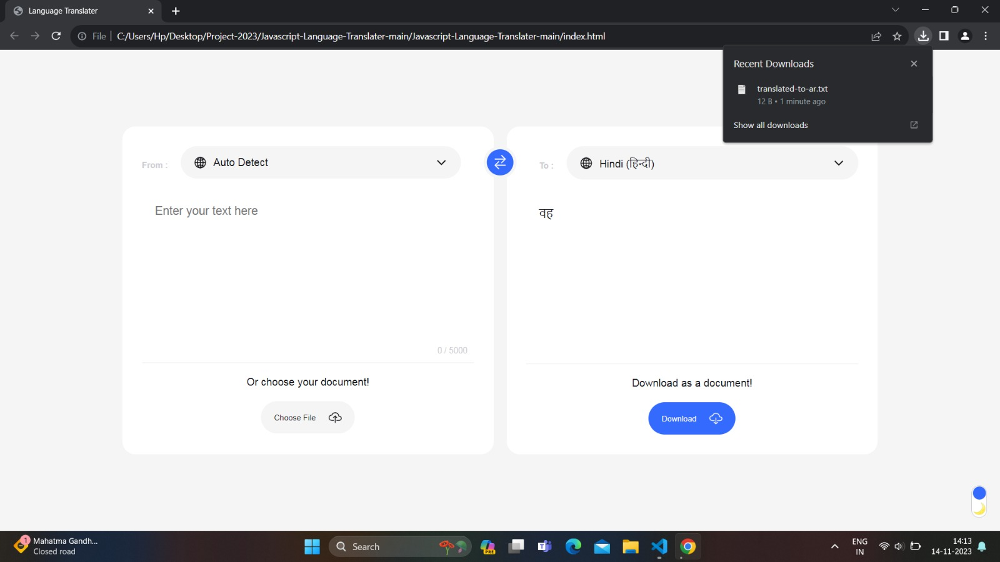 Language Translater
File
C:/Users/Hp/Desktop/Project-2023/Javascript-Language-Translater-main/Javascript-Language-Translater-main/index.html
Recent Downloads
translated-to-ar.txt
12 B • 1 minute ago
Show all downloads
From :
Auto Detect
To :
Hindi (हिन्दी)
Enter your text here
वह
0 / 5000
Or choose your document!
Choose File
Download as a document!
Download
1
Mahatma Gandh...
Closed road
Search
PRE
ENG
IN
14:13
14-11-2023